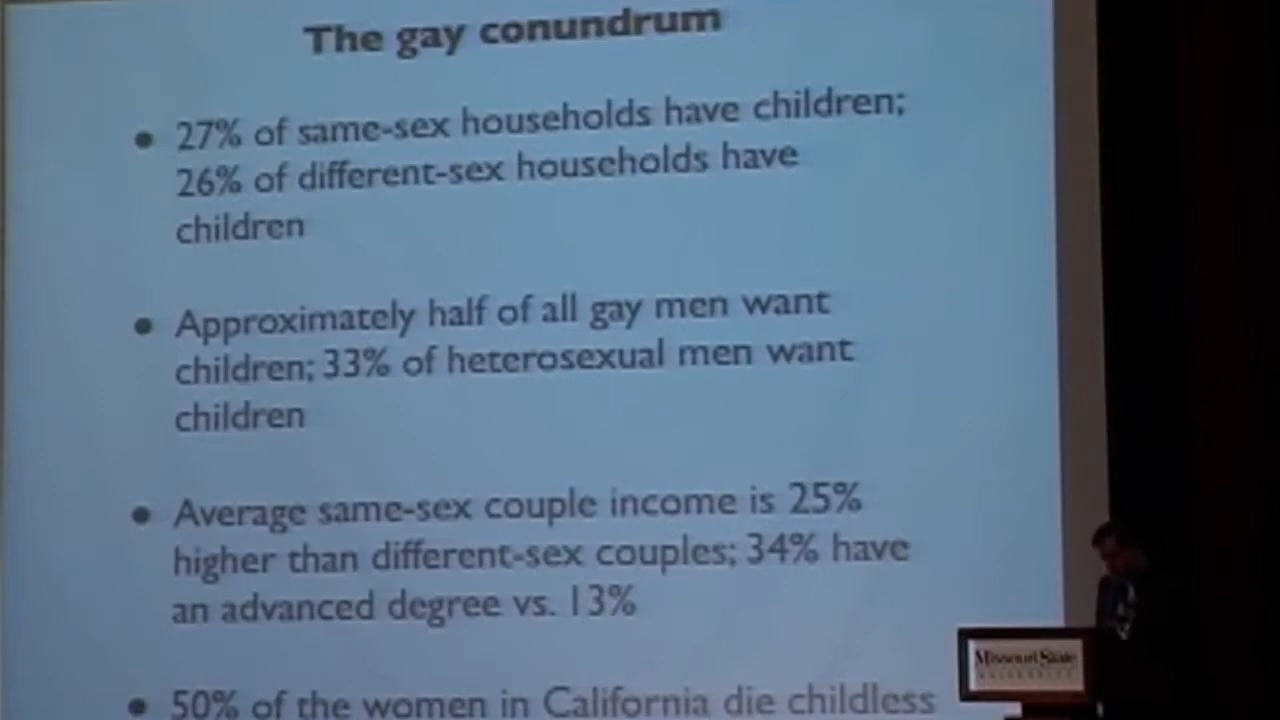 The gay conundrum
• 27% of same-sex households have children;
26% of different-sex households have
children
• Approximately half of all gay men want
children; 33% of heterosexual men want
children
• Average same-sex couple income is 25%
higher than different-sex couples; 34% have
an advanced degree vs. 13%
• 50% of the women in California die childless
Missouri State
UNIVERSITY